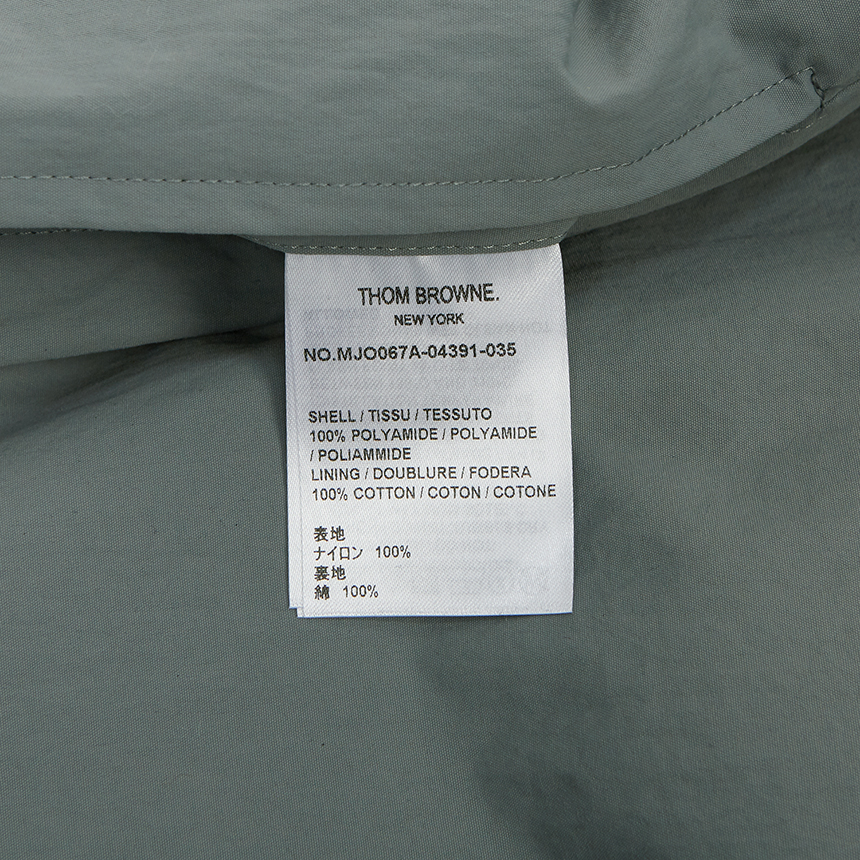 THOM BROWNE.
NEW YORK
NO.MJO067A-04391-035
SHELL / TISSU / TESSUTO
100% POLYAMIDE / POLYAMIDE
/ POLIAMMIDE
LINING / DOUBLURE / FODERA
100% COTTON / COTON / COTONE
表地
ナイロン 100%
裏地
綿 100%